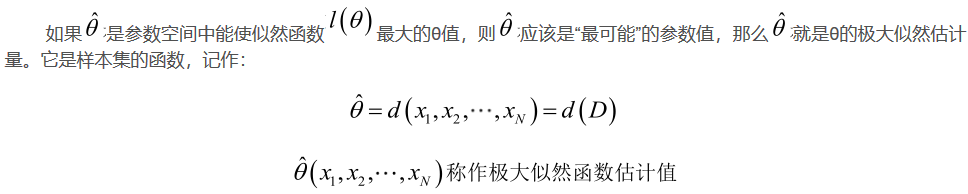 如果θ̂是参数空间中能使似然函数l(θ)最大的θ值，则θ̂应该是“最可能”的参数值，那么θ̂就是θ的极大似然估计
量。它是样本集的函数，记作：
θ̂ = d(x₁,x₂,⋯,x_N) = d(D)
θ̂(x₁,x₂,⋯,x_N)称作极大似然函数估计值